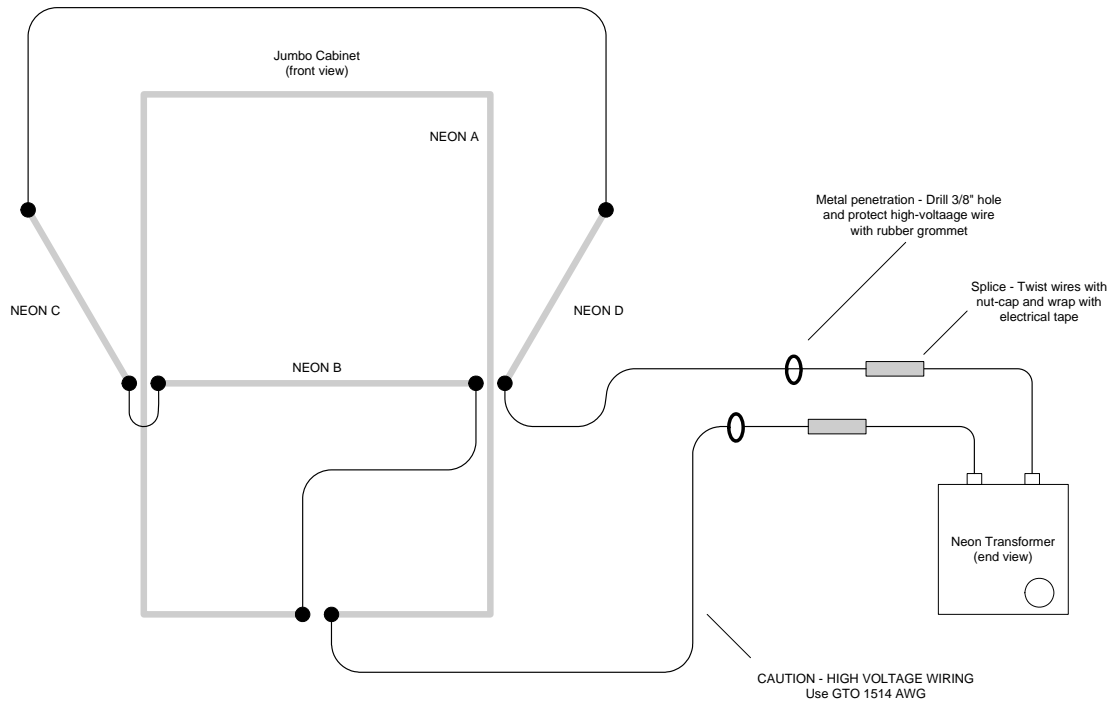 Jumbo Cabinet
(front view)
NEON A
Metal penetration - Drill 3/8" hole
and protect high-voltaage wire
with rubber grommet
Splice - Twist wires with
nut-cap and wrap with
electrical tape
NEON C
NEON D
NEON B
Neon Transformer
(end view)
CAUTION - HIGH VOLTAGE WIRING
Use GTO 1514 AWG